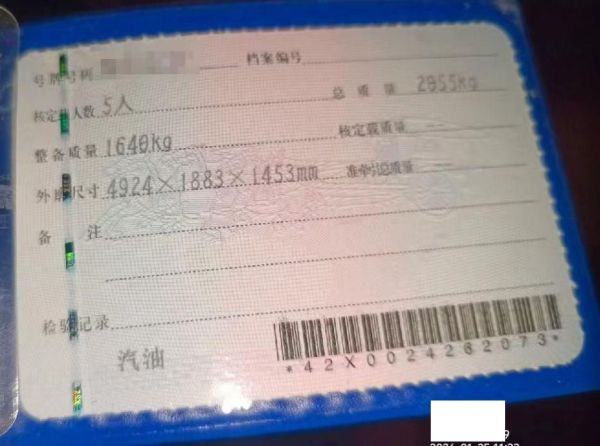 号牌号码 档案编号
核定载人数 5人 总质量 2055kg
整备质量 1640kg 核定载质量 --
外廓尺寸 4924×1883×1453mm 准牵引总质量 --
备注
检验记录
汽油
*42X0024262073*